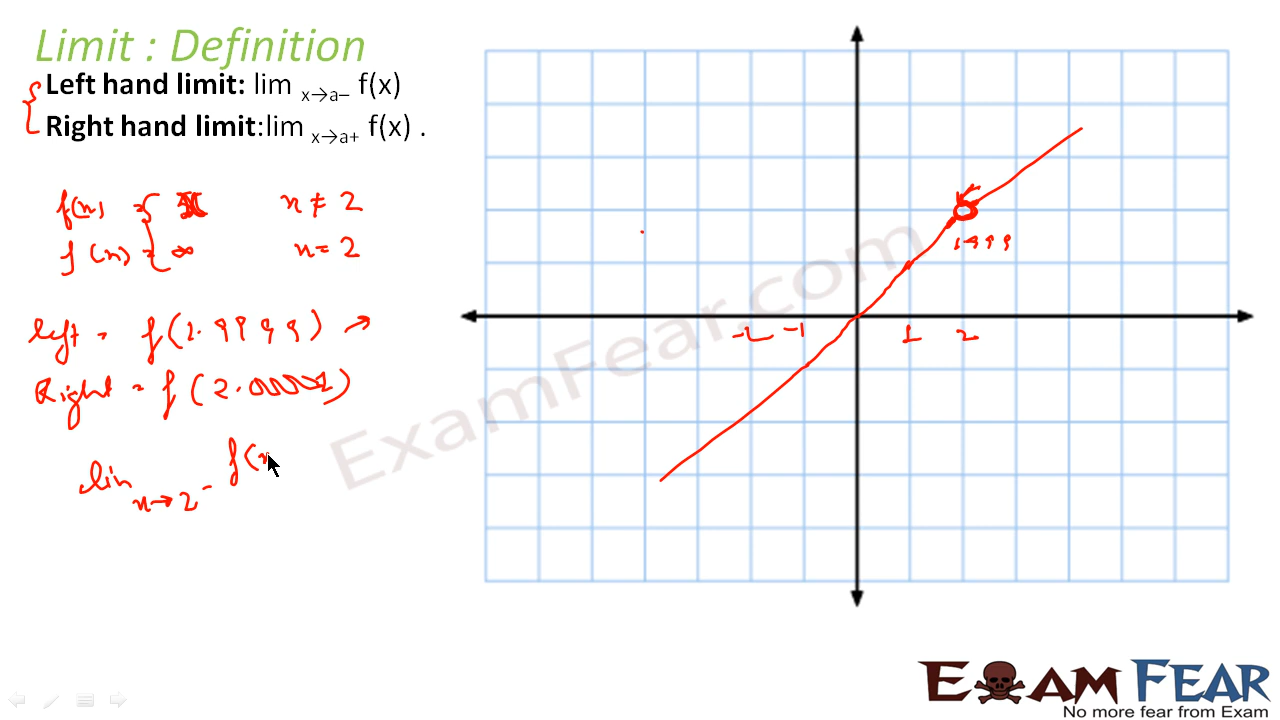 Limit : Definition
Left hand limit: lim x→a– f(x)
Right hand limit:lim x→a+ f(x) .
f(x) = x x ≠ 2
f(x) = ∞ x = 2
left = f(1.9999) →
Right = f(2.00001)
lim x→2- f(x
1.999
-2 -1 1 2
ExamFear.com
EXAM FEAR
No more fear from Exam